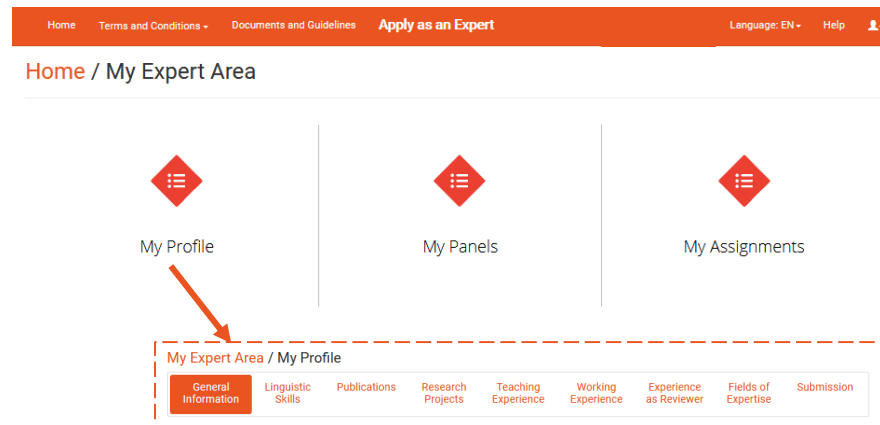 Home Terms and Conditions Documents and Guidelines Apply as an Expert Language: EN Help
Home / My Expert Area
My Profile My Panels My Assignments
My Expert Area / My Profile
General Linguistic Publications Research Teaching Working Experience Fields of Submission
Information Skills Projects Experience Experience as Reviewer Expertise